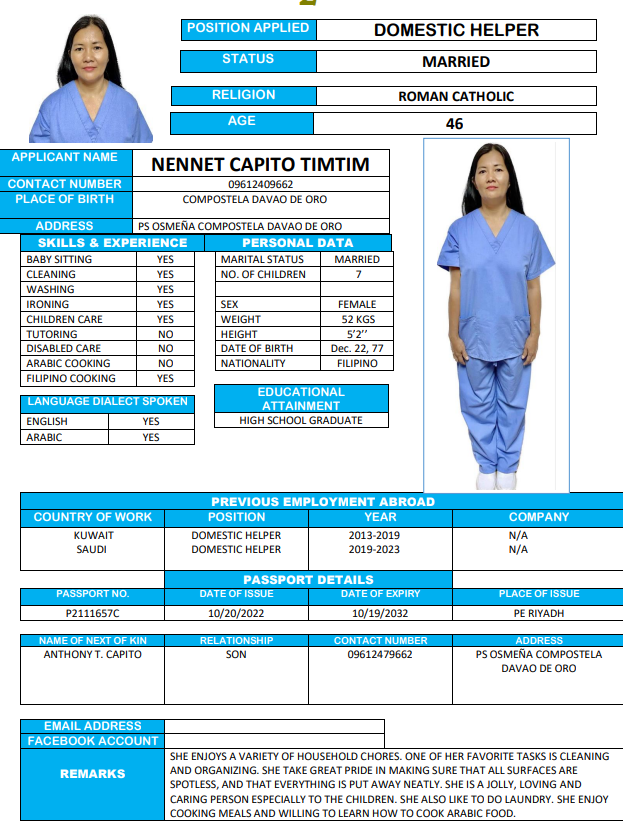 POSITION APPLIED DOMESTIC HELPER
STATUS MARRIED
RELIGION ROMAN CATHOLIC
AGE 46
APPLICANT NAME NENNET CAPITO TIMTIM
CONTACT NUMBER 09612409662
PLACE OF BIRTH COMPOSTELA DAVAO DE ORO
ADDRESS PS OSMEÑA COMPOSTELA DAVAO DE ORO
SKILLS & EXPERIENCE PERSONAL DATA
BABY SITTING YES MARITAL STATUS MARRIED
CLEANING YES NO. OF CHILDREN 7
WASHING YES
IRONING YES SEX FEMALE
CHILDREN CARE YES WEIGHT 52 KGS
TUTORING NO HEIGHT 5'2''
DISABLED CARE NO DATE OF BIRTH Dec. 22, 77
ARABIC COOKING NO NATIONALITY FILIPINO
FILIPINO COOKING YES
LANGUAGE DIALECT SPOKEN
ENGLISH YES
ARABIC YES
EDUCATIONAL
ATTAINMENT
HIGH SCHOOL GRADUATE
PREVIOUS EMPLOYMENT ABROAD
COUNTRY OF WORK POSITION YEAR COMPANY
KUWAIT DOMESTIC HELPER 2013-2019 N/A
SAUDI DOMESTIC HELPER 2019-2023 N/A
PASSPORT DETAILS
PASSPORT NO. DATE OF ISSUE DATE OF EXPIRY PLACE OF ISSUE
P2111657C 10/20/2022 10/19/2032 PE RIYADH
NAME OF NEXT OF KIN RELATIONSHIP CONTACT NUMBER ADDRESS
ANTHONY T. CAPITO SON 09612479662 PS OSMEÑA COMPOSTELA
DAVAO DE ORO
EMAIL ADDRESS
FACEBOOK ACCOUNT
REMARKS
SHE ENJOYS A VARIETY OF HOUSEHOLD CHORES. ONE OF HER FAVORITE TASKS IS CLEANING
AND ORGANIZING. SHE TAKE GREAT PRIDE IN MAKING SURE THAT ALL SURFACES ARE
SPOTLESS, AND THAT EVERYTHING IS PUT AWAY NEATLY. SHE IS A JOLLY, LOVING AND
CARING PERSON ESPECIALLY TO THE CHILDREN. SHE ALSO LIKE TO DO LAUNDRY. SHE ENJOY
COOKING MEALS AND WILLING TO LEARN HOW TO COOK ARABIC FOOD.